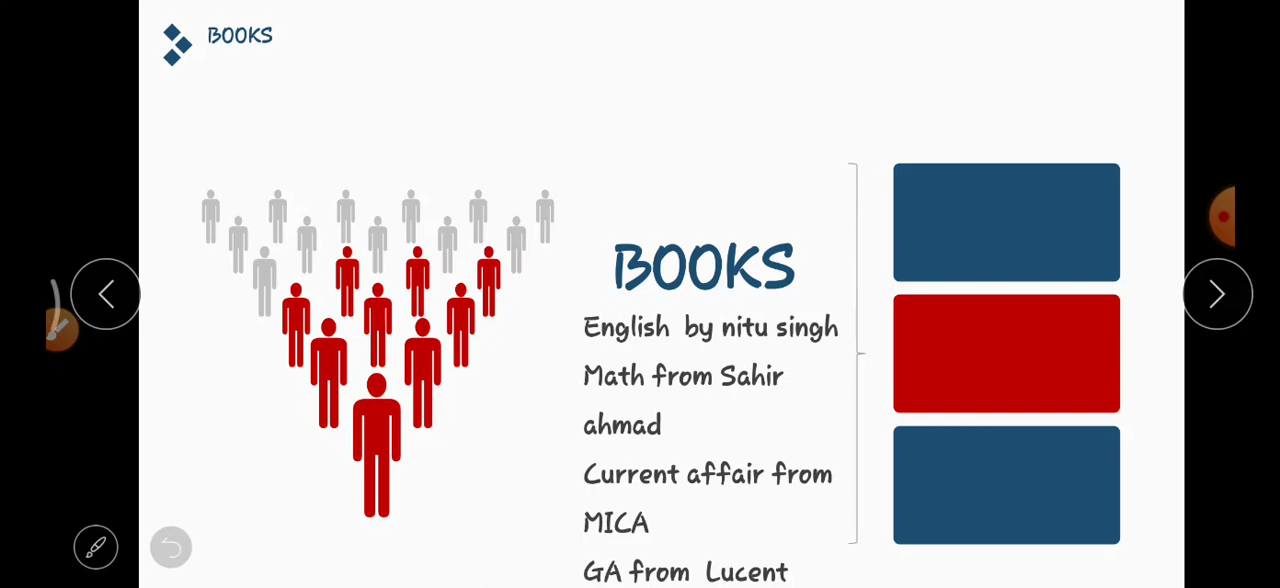 BOOKS
BOOKS
English by nitu singh
Math from Sahir
ahmad
Current affair from
MICA
GA from Lucent